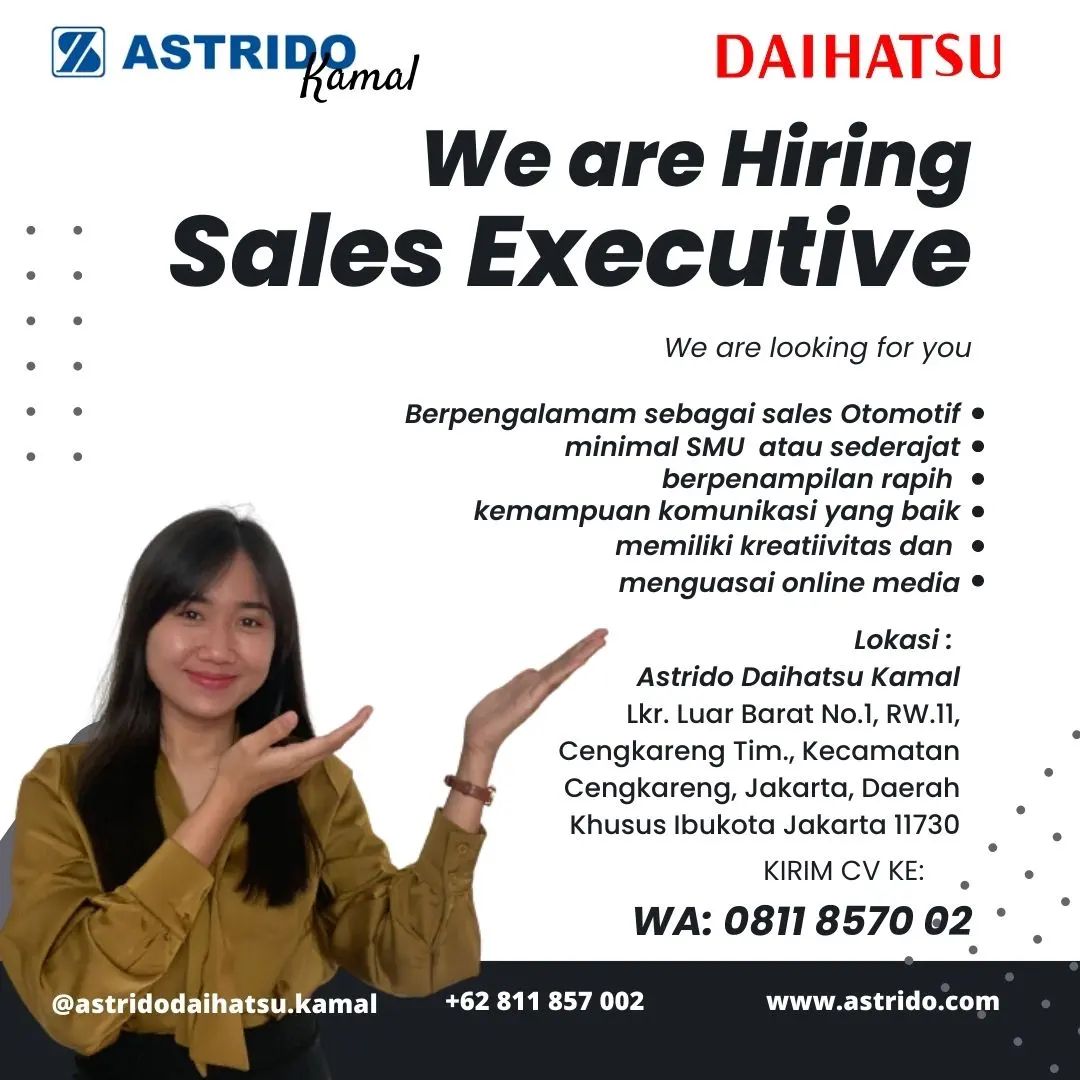 ASTRIDO
Kamal
DAIHATSU
We are Hiring
Sales Executive
We are looking for you
Berpengalamam sebagai sales Otomotif •
minimal SMU atau sederajat •
berpenampilan rapih •
kemampuan komunikasi yang baik •
memiliki kreatiivitas dan •
menguasai online media •
Lokasi :
Astrido Daihatsu Kamal
Lkr. Luar Barat No.1, RW.11,
Cengkareng Tim., Kecamatan
Cengkareng, Jakarta, Daerah
Khusus Ibukota Jakarta 11730
KIRIM CV KE:
WA: 0811 8570 02
@astridodaihatsu.kamal
+62 811 857 002
www.astrido.com